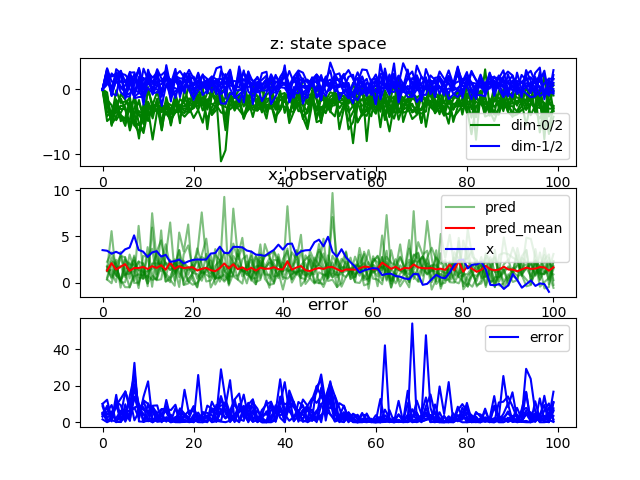 z: state space
0
−10
dim-0/2
dim-1/2
0 20 40 60 80 100
x: observation
10
5
0
pred
pred_mean
x
0 20 40 60 80 100
error
40
20
0
error
0 20 40 60 80 100